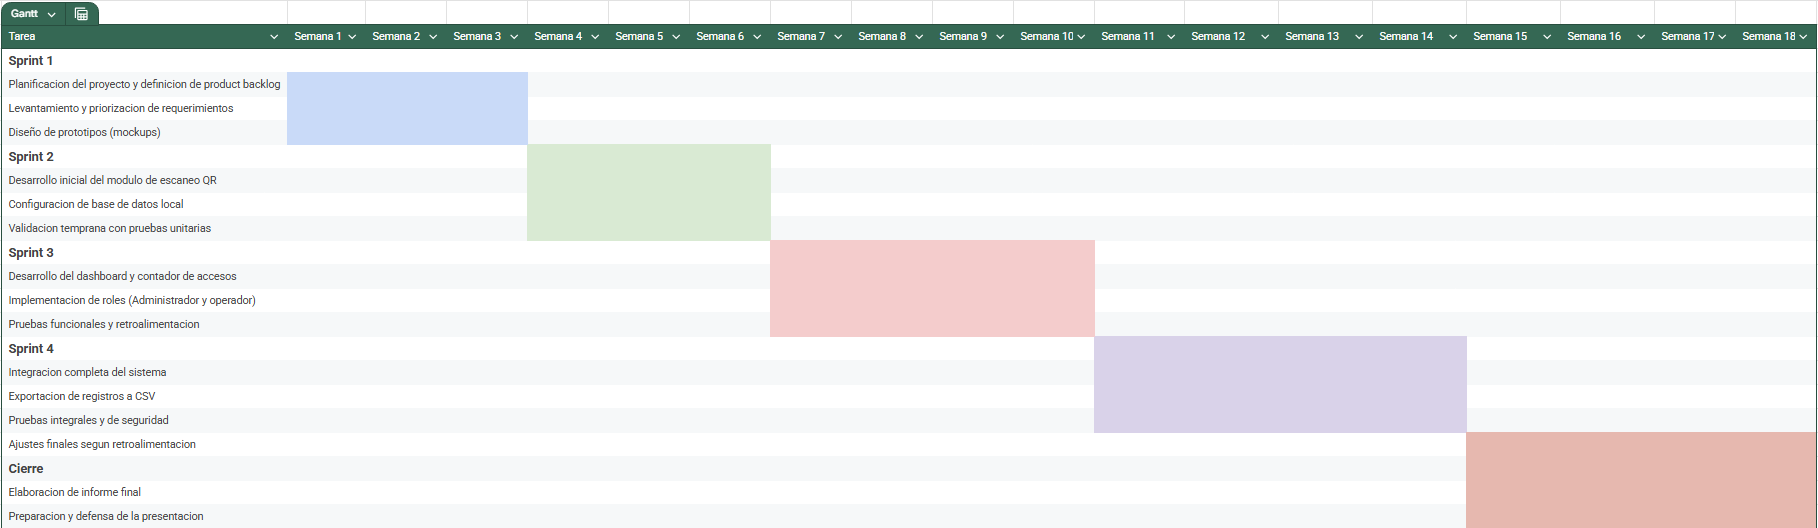 Gantt
Tarea Semana 1 Semana 2 Semana 3 Semana 4 Semana 5 Semana 6 Semana 7 Semana 8 Semana 9 Semana 10 Semana 11 Semana 12 Semana 13 Semana 14 Semana 15 Semana 16 Semana 17 Semana 18
Sprint 1
Planificacion del proyecto y definicion de product backlog
Levantamiento y priorizacion de requerimientos
Diseño de prototipos (mockups)
Sprint 2
Desarrollo inicial del modulo de escaneo QR
Configuracion de base de datos local
Validacion temprana con pruebas unitarias
Sprint 3
Desarrollo del dashboard y contador de accesos
Implementacion de roles (Administrador y operador)
Pruebas funcionales y retroalimentacion
Sprint 4
Integracion completa del sistema
Exportacion de registros a CSV
Pruebas integrales y de seguridad
Ajustes finales segun retroalimentacion
Cierre
Elaboracion de informe final
Preparacion y defensa de la presentacion